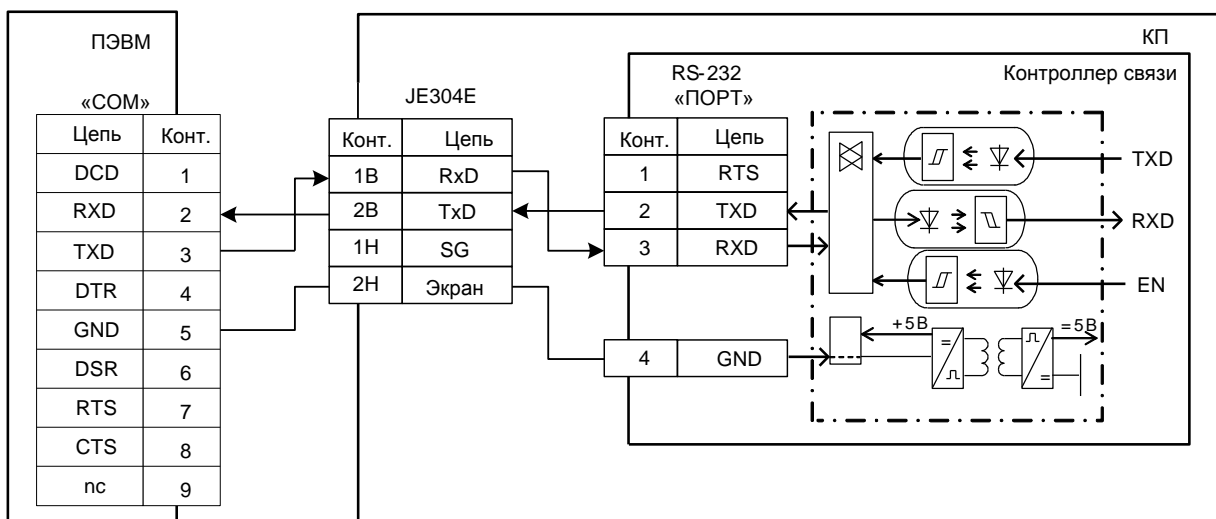 ПЭВМ
«COM»
Цепь Конт.
DCD 1
RXD 2
TXD 3
DTR 4
GND 5
DSR 6
RTS 7
CTS 8
nc 9
JE304E
Конт. Цепь
1В RxD
2В TxD
1Н SG
2Н Экран
КП
RS-232
«ПОРТ»
Контроллер связи
Конт. Цепь
1 RTS
2 TXD
3 RXD
4 GND
TXD
RXD
EN
+5В
=5В